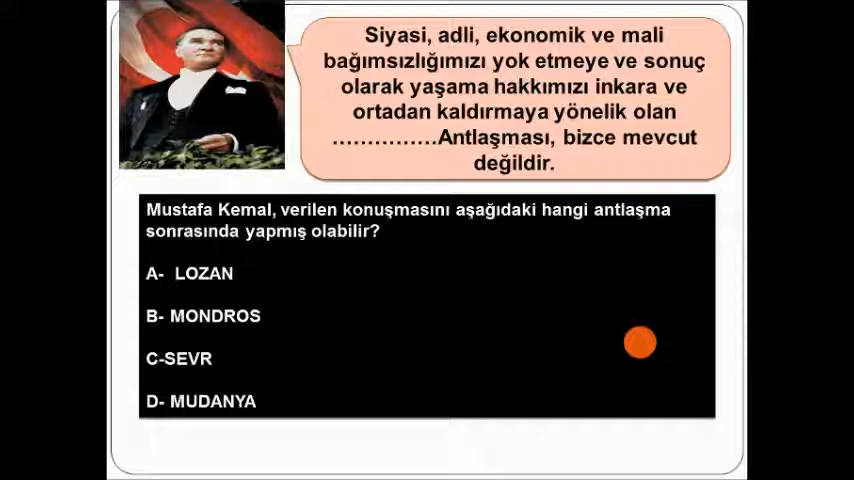 Siyasi, adli, ekonomik ve mali
bağımsızlığımızı yok etmeye ve sonuç
olarak yaşama hakkımızı inkara ve
ortadan kaldırmaya yönelik olan
……………Antlaşması, bizce mevcut
değildir.
Mustafa Kemal, verilen konuşmasını aşağıdaki hangi antlaşma
sonrasında yapmış olabilir?
A- LOZAN
B- MONDROS
C-SEVR
D- MUDANYA